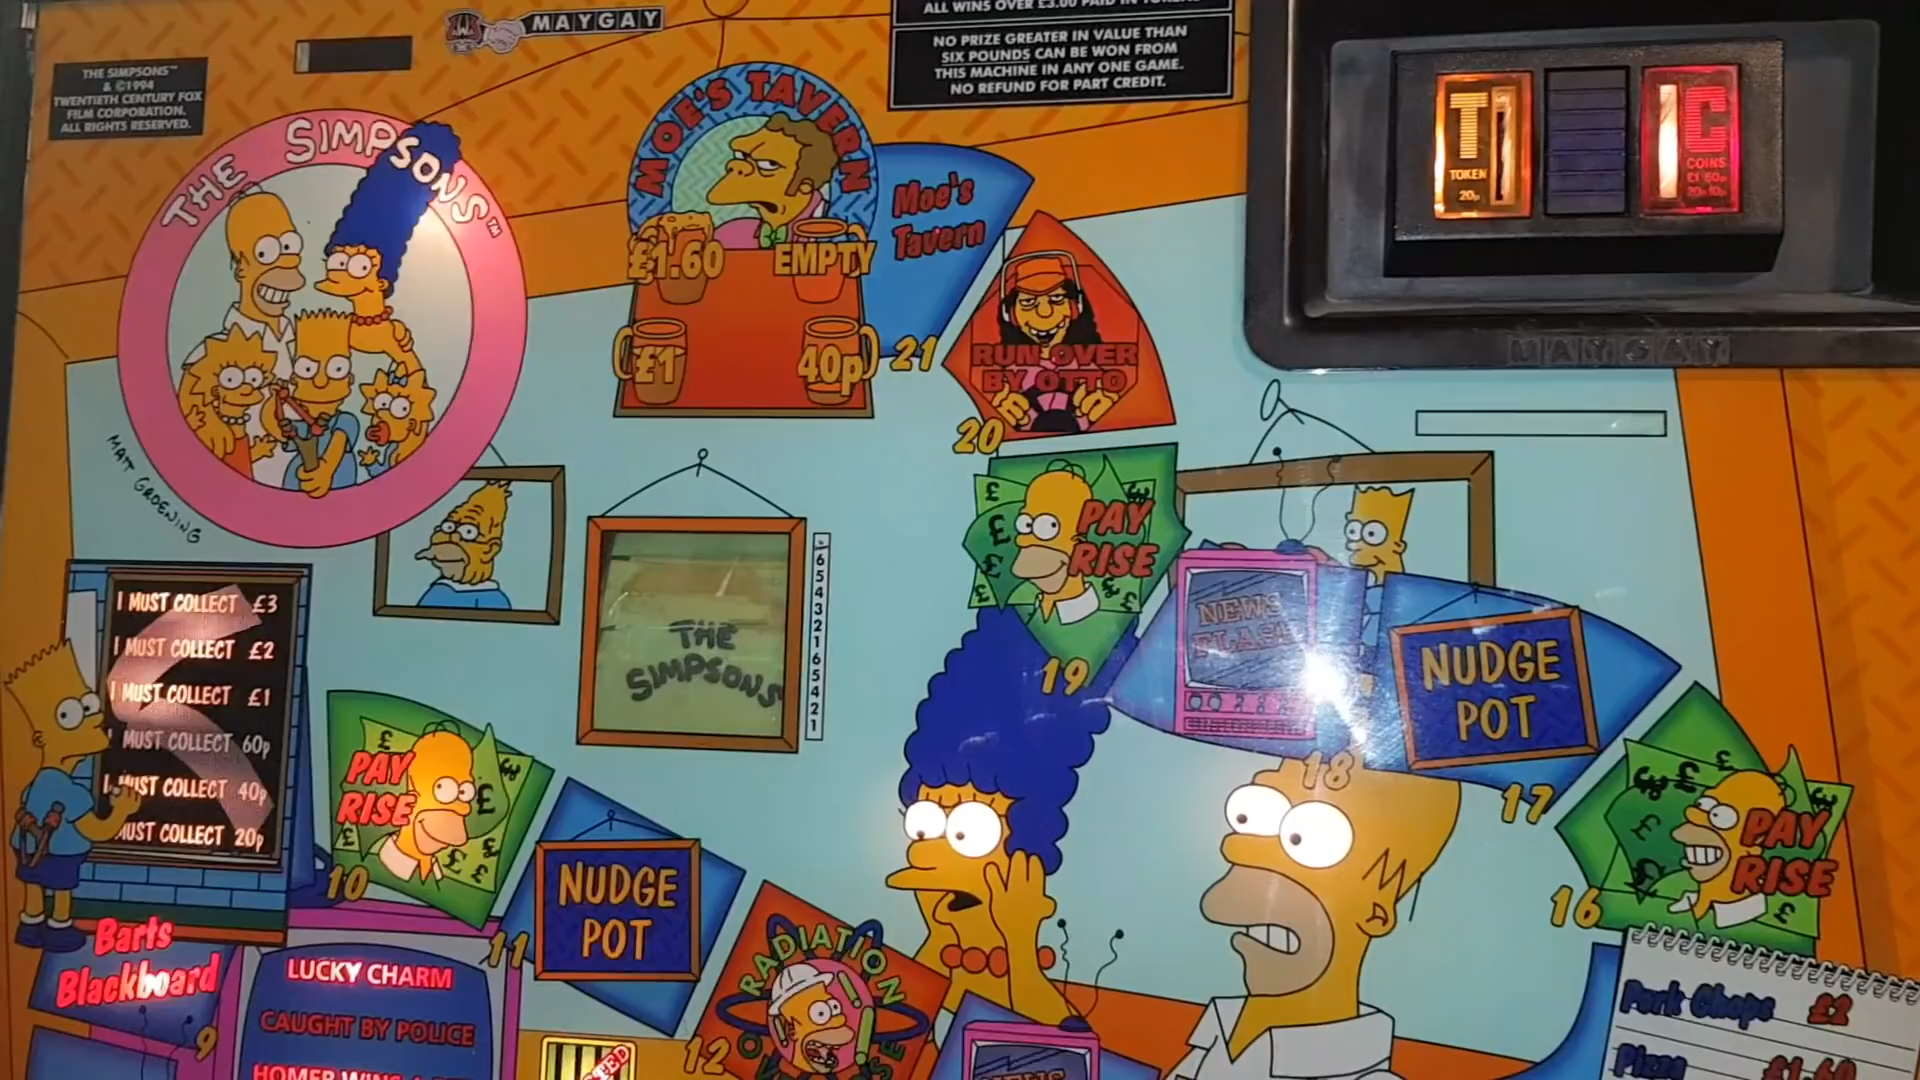 MAYGAY
ALL WINS OVER £3.00 PAID IN TOKENS
NO PRIZE GREATER IN VALUE THAN
SIX POUNDS CAN BE WON FROM
THIS MACHINE IN ANY ONE GAME.
NO REFUND FOR PART CREDIT.
THE SIMPSONS™
& ©1994
TWENTIETH CENTURY FOX
FILM CORPORATION.
ALL RIGHTS RESERVED.
T
TOKEN
20p
C
COINS
£1 50p
20p 10p
MAYGAY
THE SIMPSONS™
MATT GROENING
MOE'S TAVERN
£1.60
EMPTY
£1
40p
Moe's
Tavern
21
RUN OVER
BY OTTO
20
PAY
RISE
19
NEWS
FLASH
18
NUDGE
POT
17
PAY
RISE
16
THE
SIMPSONS
6
5
4
3
2
1
6
5
4
2
1
I MUST COLLECT £3
I MUST COLLECT £2
I MUST COLLECT £1
I MUST COLLECT 60p
I MUST COLLECT 40p
MUST COLLECT 20p
Barts
Blackboard
9
PAY
RISE
10
NUDGE
POT
11
RADIATION
12
LUCKY CHARM
CAUGHT BY POLICE
NEWS
Pork Chops £2
Pizza £1.60